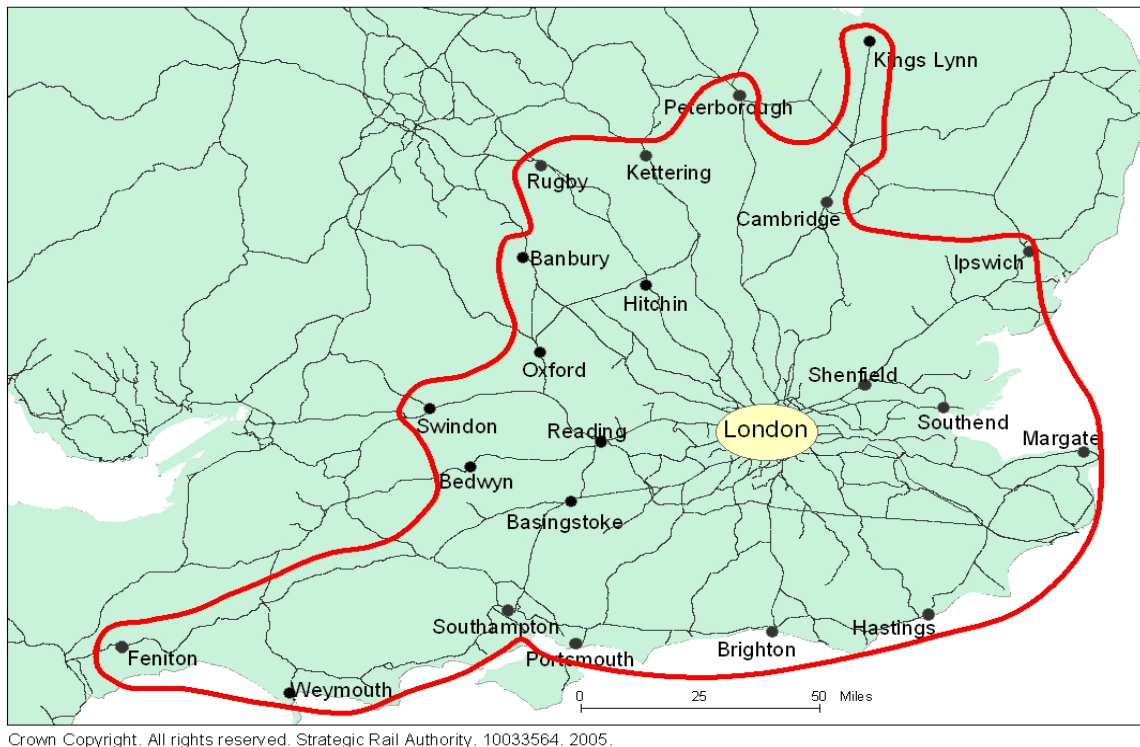 Kings Lynn
Peterborough
Kettering
Rugby
Cambridge
Banbury
Ipswich
Hitchin
Oxford
Shenfield
Swindon
Reading
London
Southend
Margate
Bedwyn
Basingstoke
Southampton
Hastings
Feniton
Portsmouth
Brighton
Weymouth
0 25 50 Miles
Crown Copyright. All rights reserved. Strategic Rail Authority. 10033564. 2005.